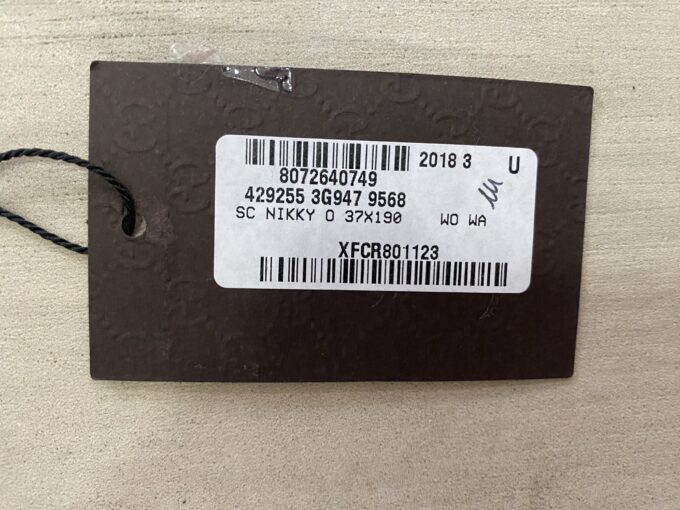 2018 3 U
8072640749
429255 3G947 9568
SC NIKKY O 37X190 WO WA
XFCR801123